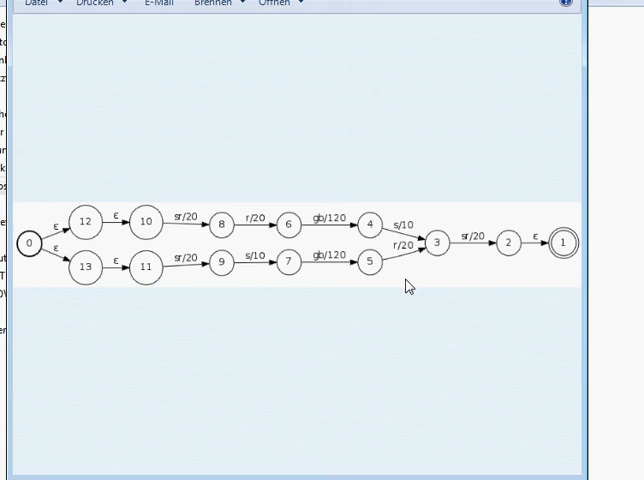 Datei Drucken E-Mail Brennen Öffnen
ε 12 ε 10 sr/20 8 r/20 6 gb/120 4 s/10
0 3 sr/20 2 ε 1
ε 13 ε 11 sr/20 9 s/10 7 gb/120 5 r/20